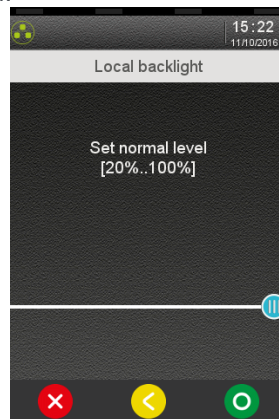 15:22
11/10/2016
Local backlight
Set normal level
[20%..100%]